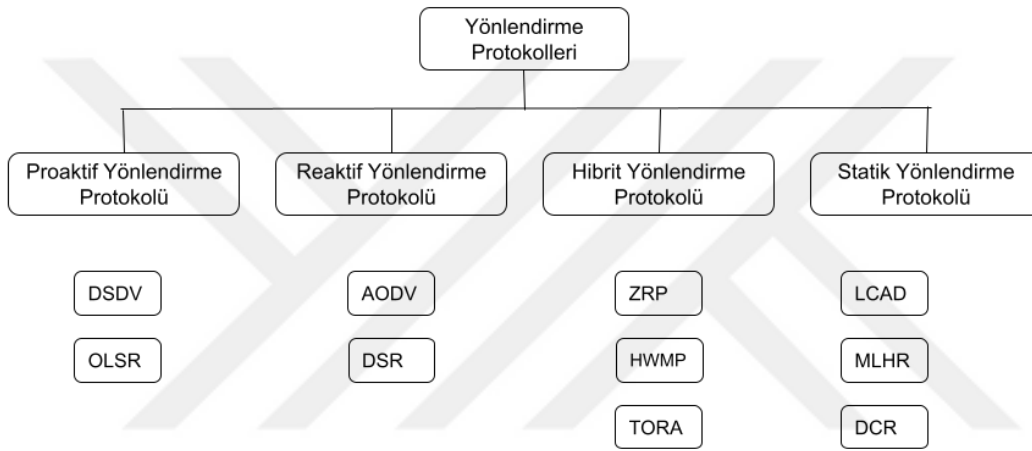 Yönlendirme
Protokolleri
Proaktif Yönlendirme
Protokolü
Reaktif Yönlendirme
Protokolü
Hibrit Yönlendirme
Protokolü
Statik Yönlendirme
Protokolü
DSDV
AODV
ZRP
LCAD
OLSR
DSR
HWMP
MLHR
TORA
DCR